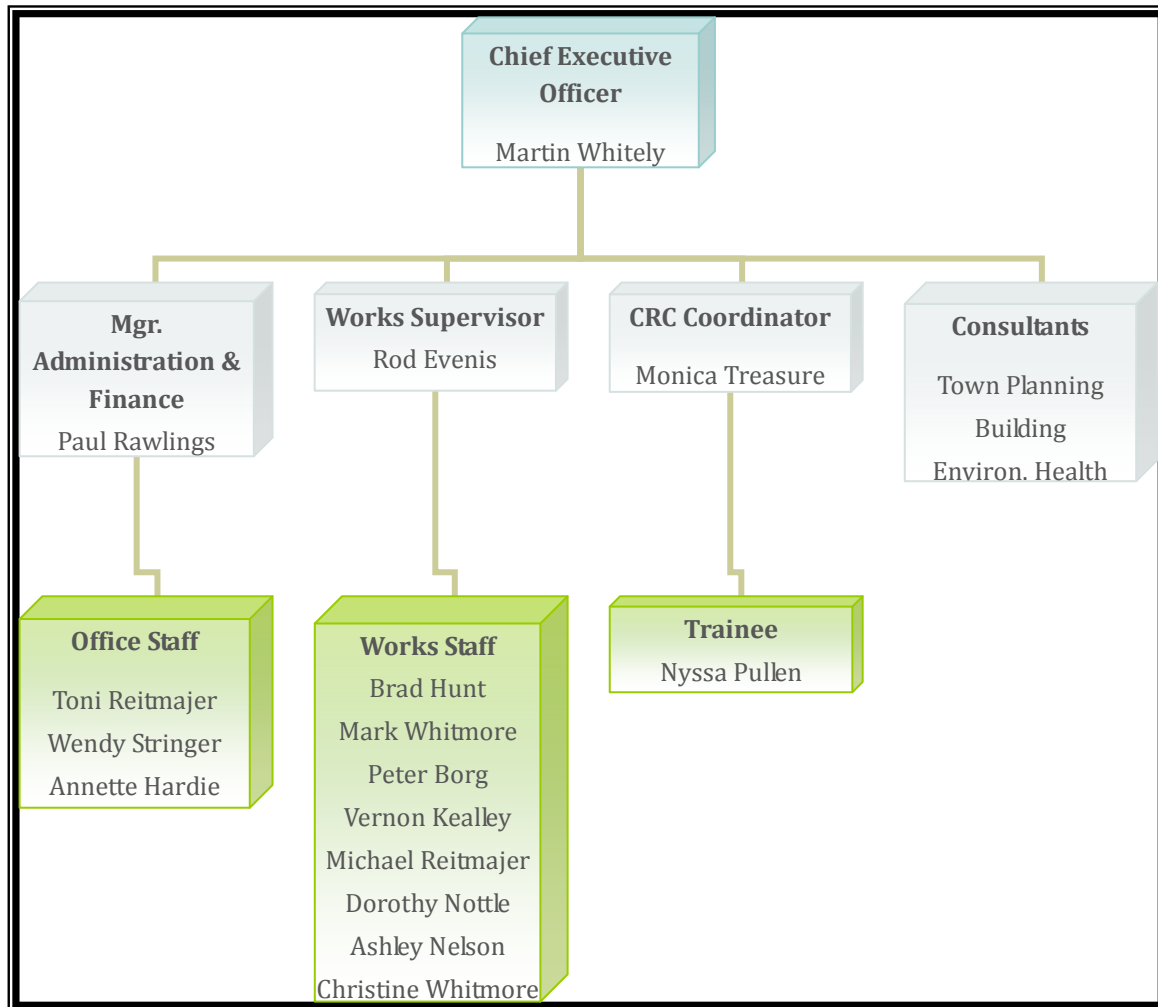 Chief Executive
Officer
Martin Whitely
Mgr.
Administration &
Finance
Paul Rawlings
Works Supervisor
Rod Evenis
CRC Coordinator
Monica Treasure
Consultants
Town Planning
Building
Environ. Health
Office Staff
Toni Reitmajer
Wendy Stringer
Annette Hardie
Works Staff
Brad Hunt
Mark Whitmore
Peter Borg
Vernon Kealley
Michael Reitmajer
Dorothy Nottle
Ashley Nelson
Christine Whitmore
Trainee
Nyssa Pullen